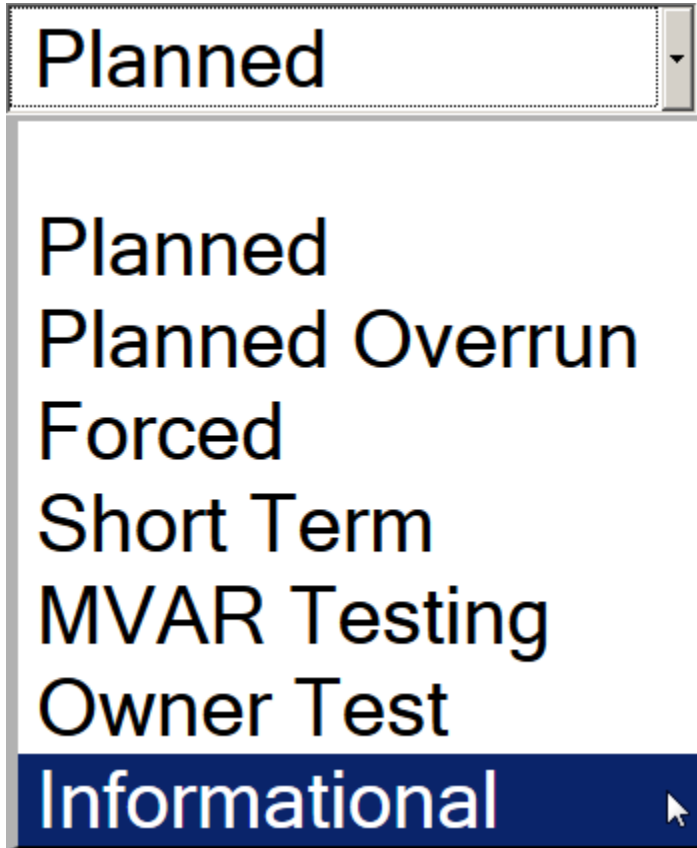 Planned
Planned
Planned Overrun
Forced
Short Term
MVAR Testing
Owner Test
Informational